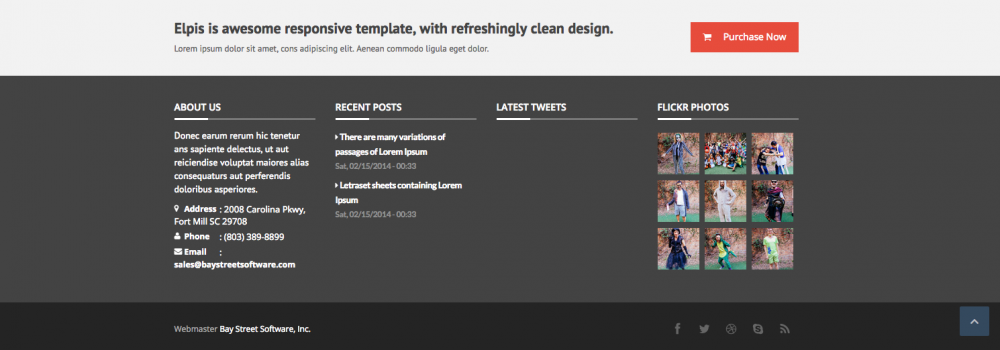 Elpis is awesome responsive template, with refreshingly clean design.
Lorem ipsum dolor sit amet, cons adipiscing elit. Aenean commodo ligula eget dolor.
Purchase Now
ABOUT US
Donec earum rerum hic tenetur
ans sapiente delectus, ut aut
reiciendise voluptat maiores alias
consequaturs aut perferendis
doloribus asperiores.
Address : 2008 Carolina Pkwy,
Fort Mill SC 29708
Phone : (803) 389-8899
Email :
sales@baystreetsoftware.com
RECENT POSTS
There are many variations of
passages of Lorem Ipsum
Sat, 02/15/2014 - 00:33
Letraset sheets containing Lorem
Ipsum
Sat, 02/15/2014 - 00:33
LATEST TWEETS
FLICKR PHOTOS
Webmaster Bay Street Software, Inc.